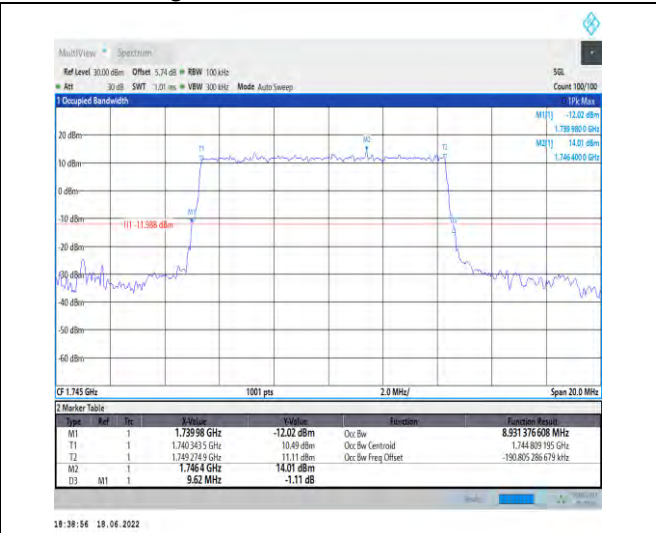 MultiView Spectrum
Ref Level 30.00 dBm Offset 5.74 dB RBW 100 kHz SGL
Att 30 dB SWT 1.01 ms VBW 300 kHz Mode Auto Sweep Count 100/100
1 Occupied Bandwidth 1Pk Max
M1[1] -12.02 dBm
1.739 980 0 GHz
20 dBm M2[1] 14.01 dBm
1.746 400 0 GHz
M2
T1 T2
10 dBm
0 dBm
-10 dBm M1
H1 -11.988 dBm
-20 dBm
-30 dBm
-40 dBm
-50 dBm
-60 dBm
CF 1.745 GHz 1001 pts 2.0 MHz/ Span 20.0 MHz
2 Marker Table
Type Ref Trc X-Value Y-Value Function Function Result
M1 1 1.73998 GHz -12.02 dBm Occ Bw 8.931 376 608 MHz
T1 1 1.740 343 5 GHz 10.49 dBm Occ Bw Centroid 1.744 809 195 GHz
T2 1 1.749 274 9 GHz 11.11 dBm Occ Bw Freq Offset -190.805 286 679 kHz
M2 1 1.7464 GHz 14.01 dBm
D3 M1 1 9.62 MHz -1.11 dB
18:38:56 18.06.2022